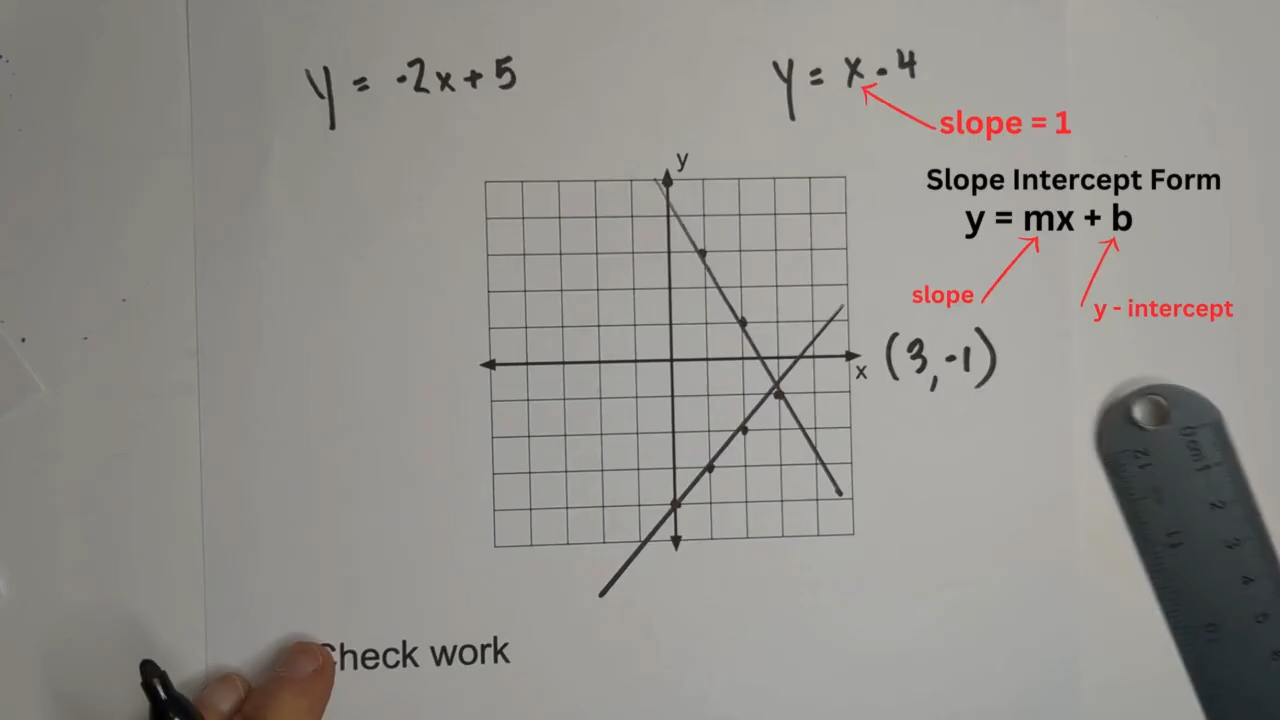 y = -2x + 5
y = x - 4
slope = 1
y
Slope Intercept Form
y = mx + b
slope
y - intercept
x
(3, -1)
Check work